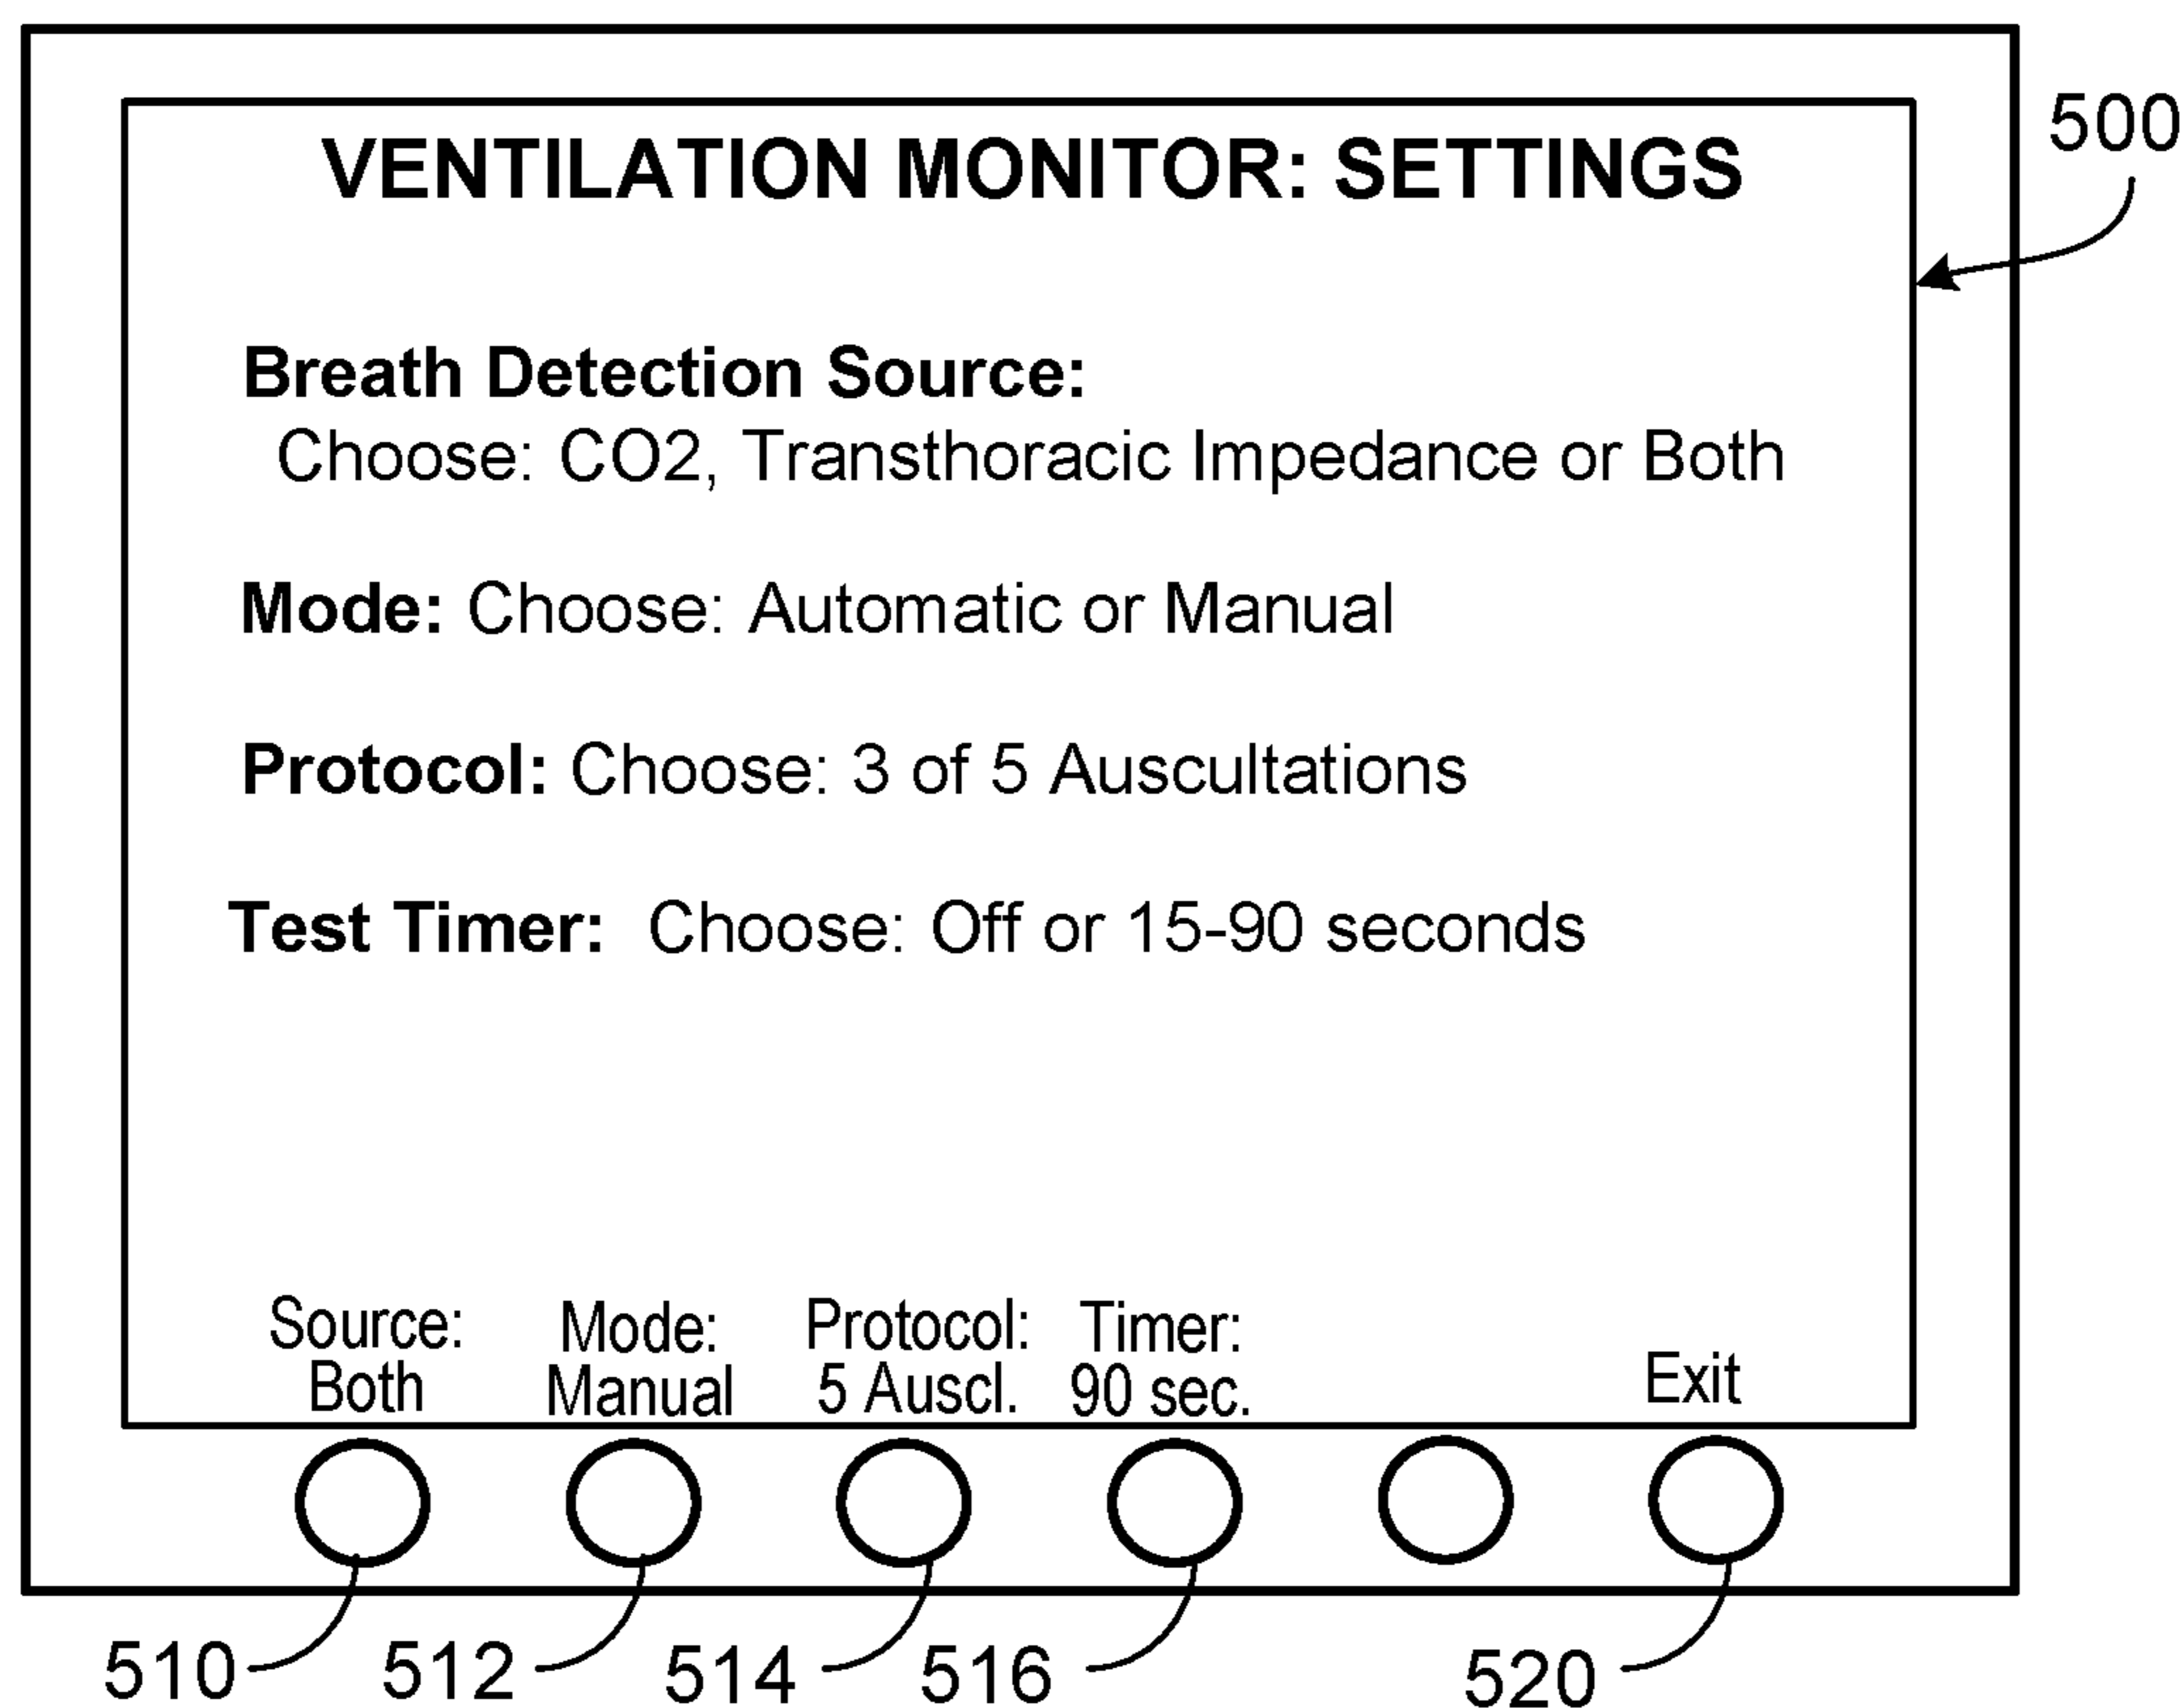 VENTILATION MONITOR: SETTINGS
500
Breath Detection Source:
Choose: CO2, Transthoracic Impedance or Both
Mode: Choose: Automatic or Manual
Protocol: Choose: 3 of 5 Auscultations
Test Timer: Choose: Off or 15-90 seconds
Source:
Both
Mode:
Manual
Protocol:
5 Auscl.
Timer:
90 sec.
Exit
510
512
514
516
520